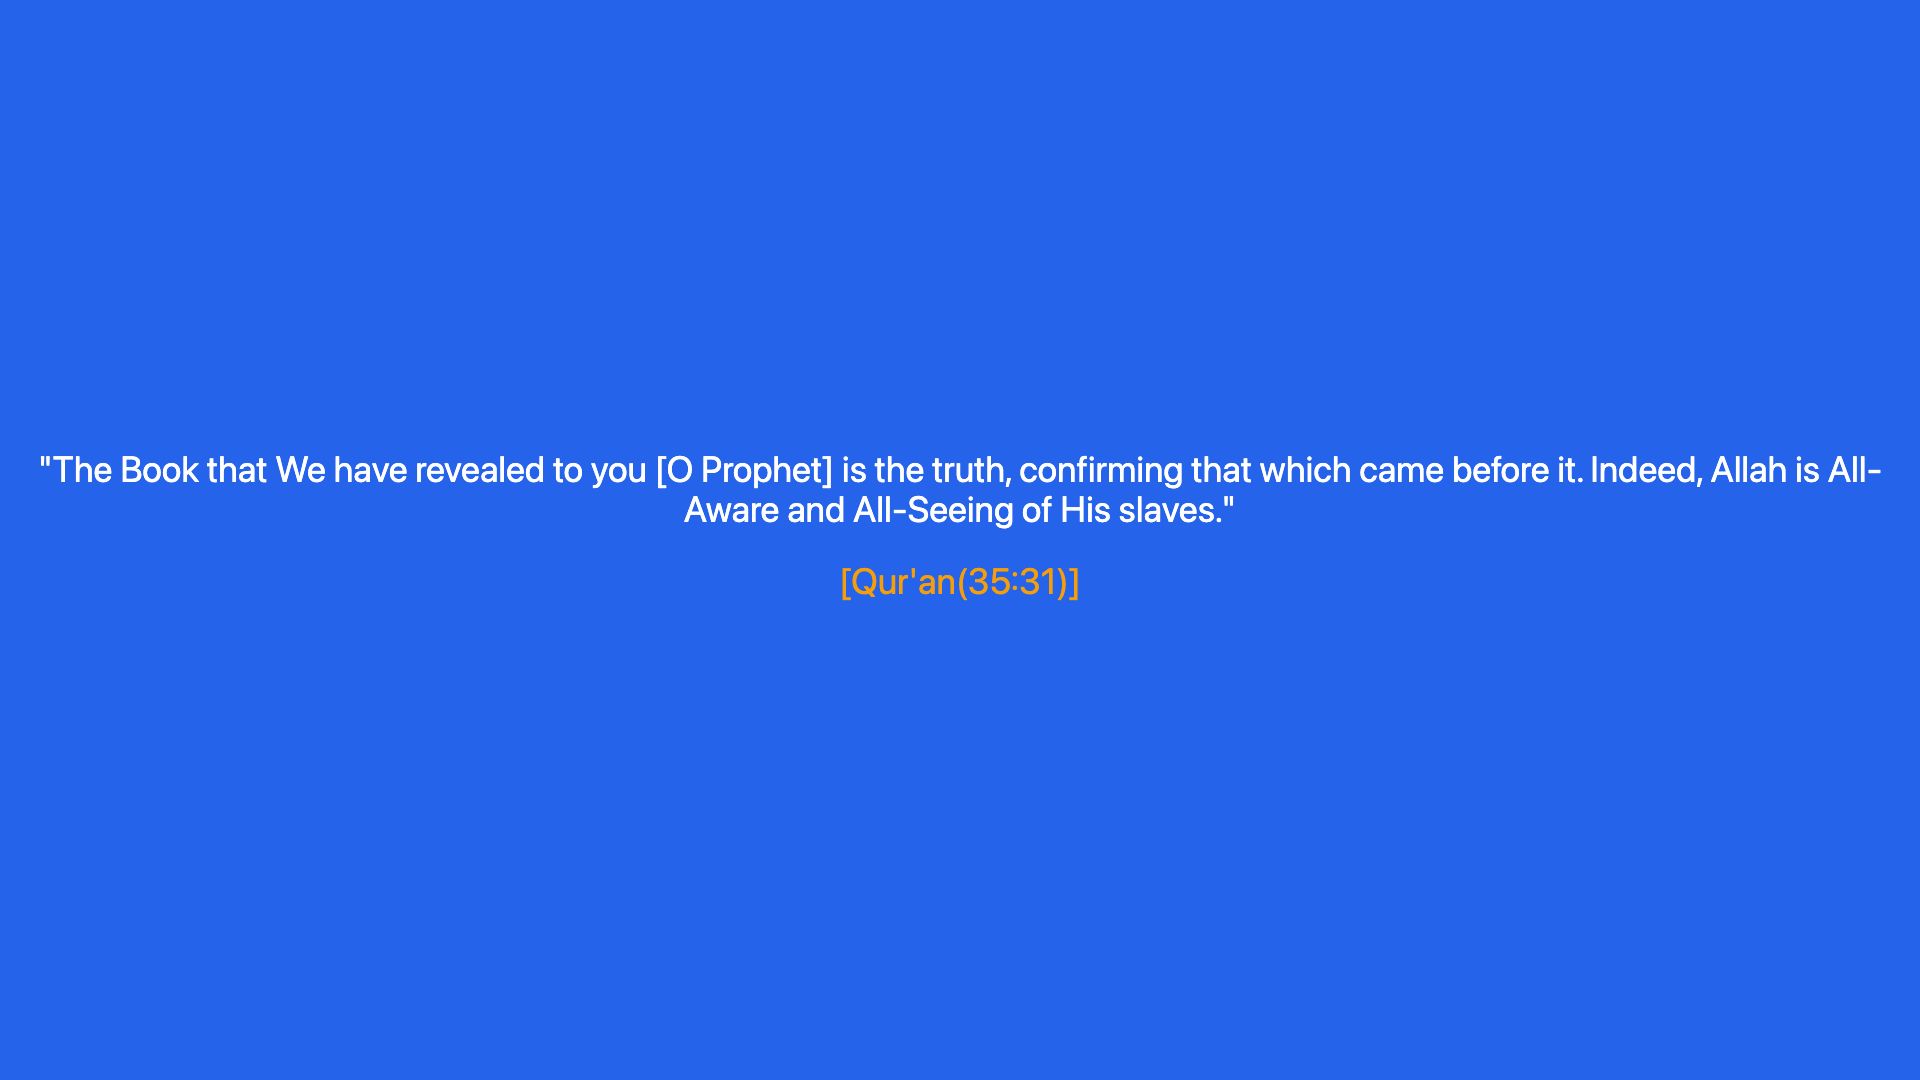 "The Book that We have revealed to you [O Prophet] is the truth, confirming that which came before it. Indeed, Allah is All-
Aware and All-Seeing of His slaves."
[Qur'an(35:31)]